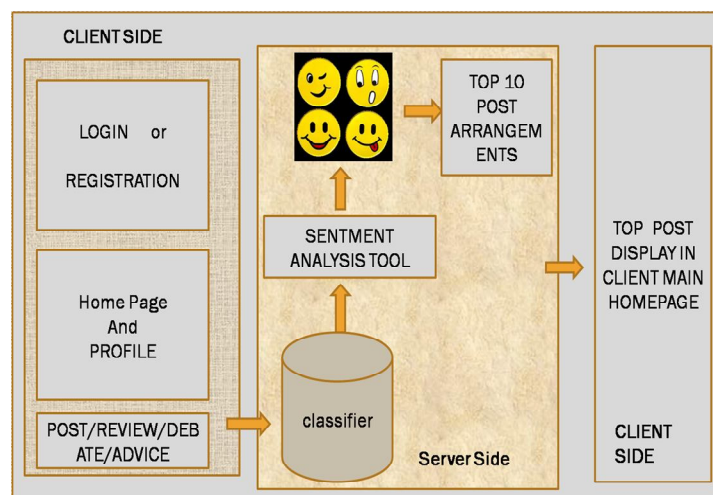 CLIENT SIDE
LOGIN or
REGISTRATION
Home Page
And
PROFILE
POST/REVIEW/DEB
ATE/ADVICE
TOP 10
POST
ARRANGEM
ENTS
SENTMENT
ANALYSIS TOOL
classifier
Server Side
TOP POST
DISPLAY IN
CLIENT MAIN
HOMEPAGE
CLIENT
SIDE